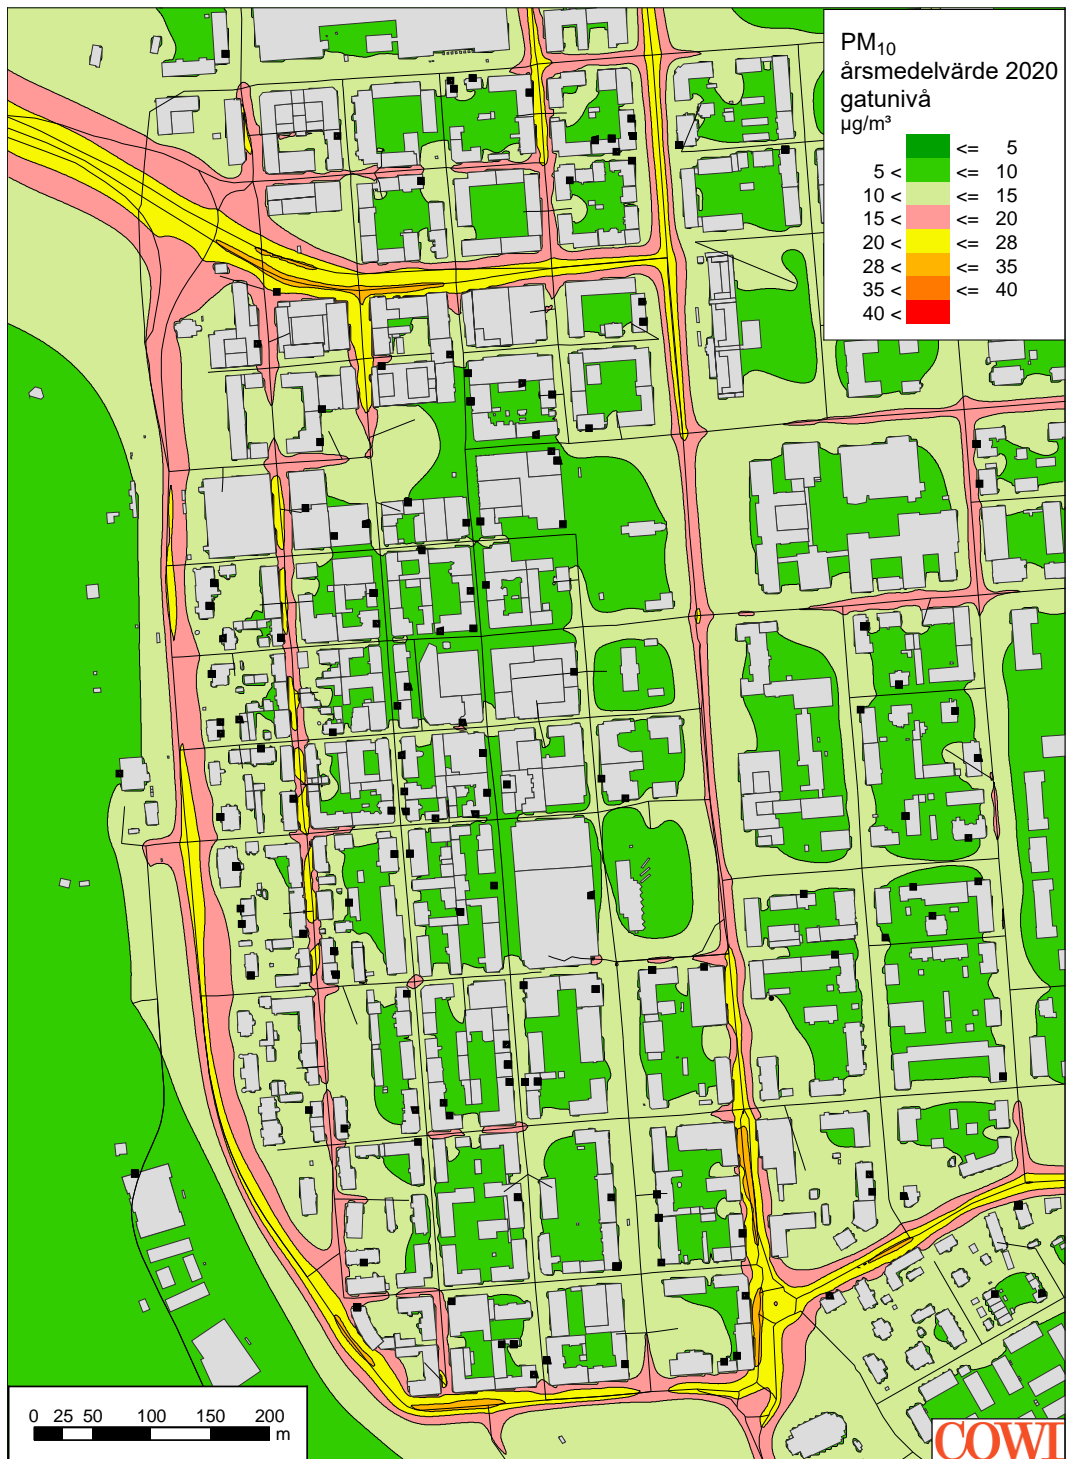 PM₁₀
årsmedelvärde 2020
gatunivå
µg/m³
<= 5
5 < <= 10
10 < <= 15
15 < <= 20
20 < <= 28
28 < <= 35
35 < <= 40
40 <
0 25 50 100 150 200
m
COWI